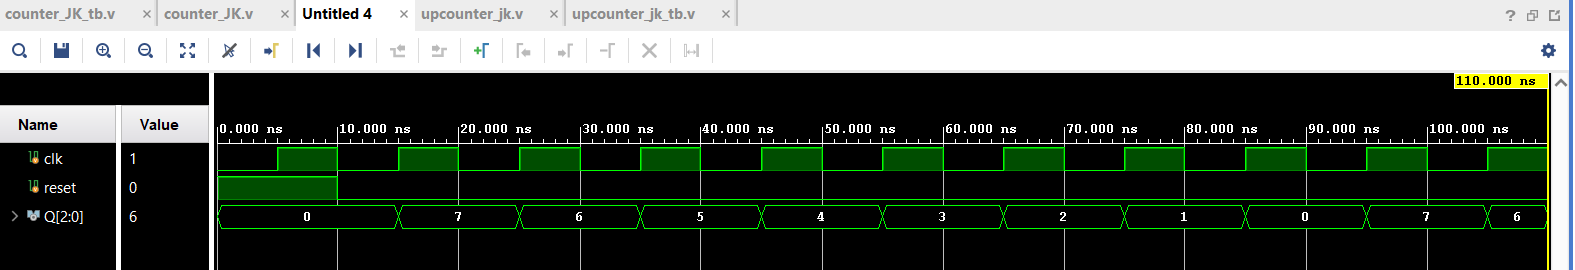 counter_JK_tb.v × counter_JK.v × Untitled 4 × upcounter_jk.v × upcounter_jk_tb.v ×
110.000 ns
Name Value 0.000 ns 10.000 ns 20.000 ns 30.000 ns 40.000 ns 50.000 ns 60.000 ns 70.000 ns 80.000 ns 90.000 ns 100.000 ns
clk 1
reset 0
Q[2:0] 6 0 7 6 5 4 3 2 1 0 7 6